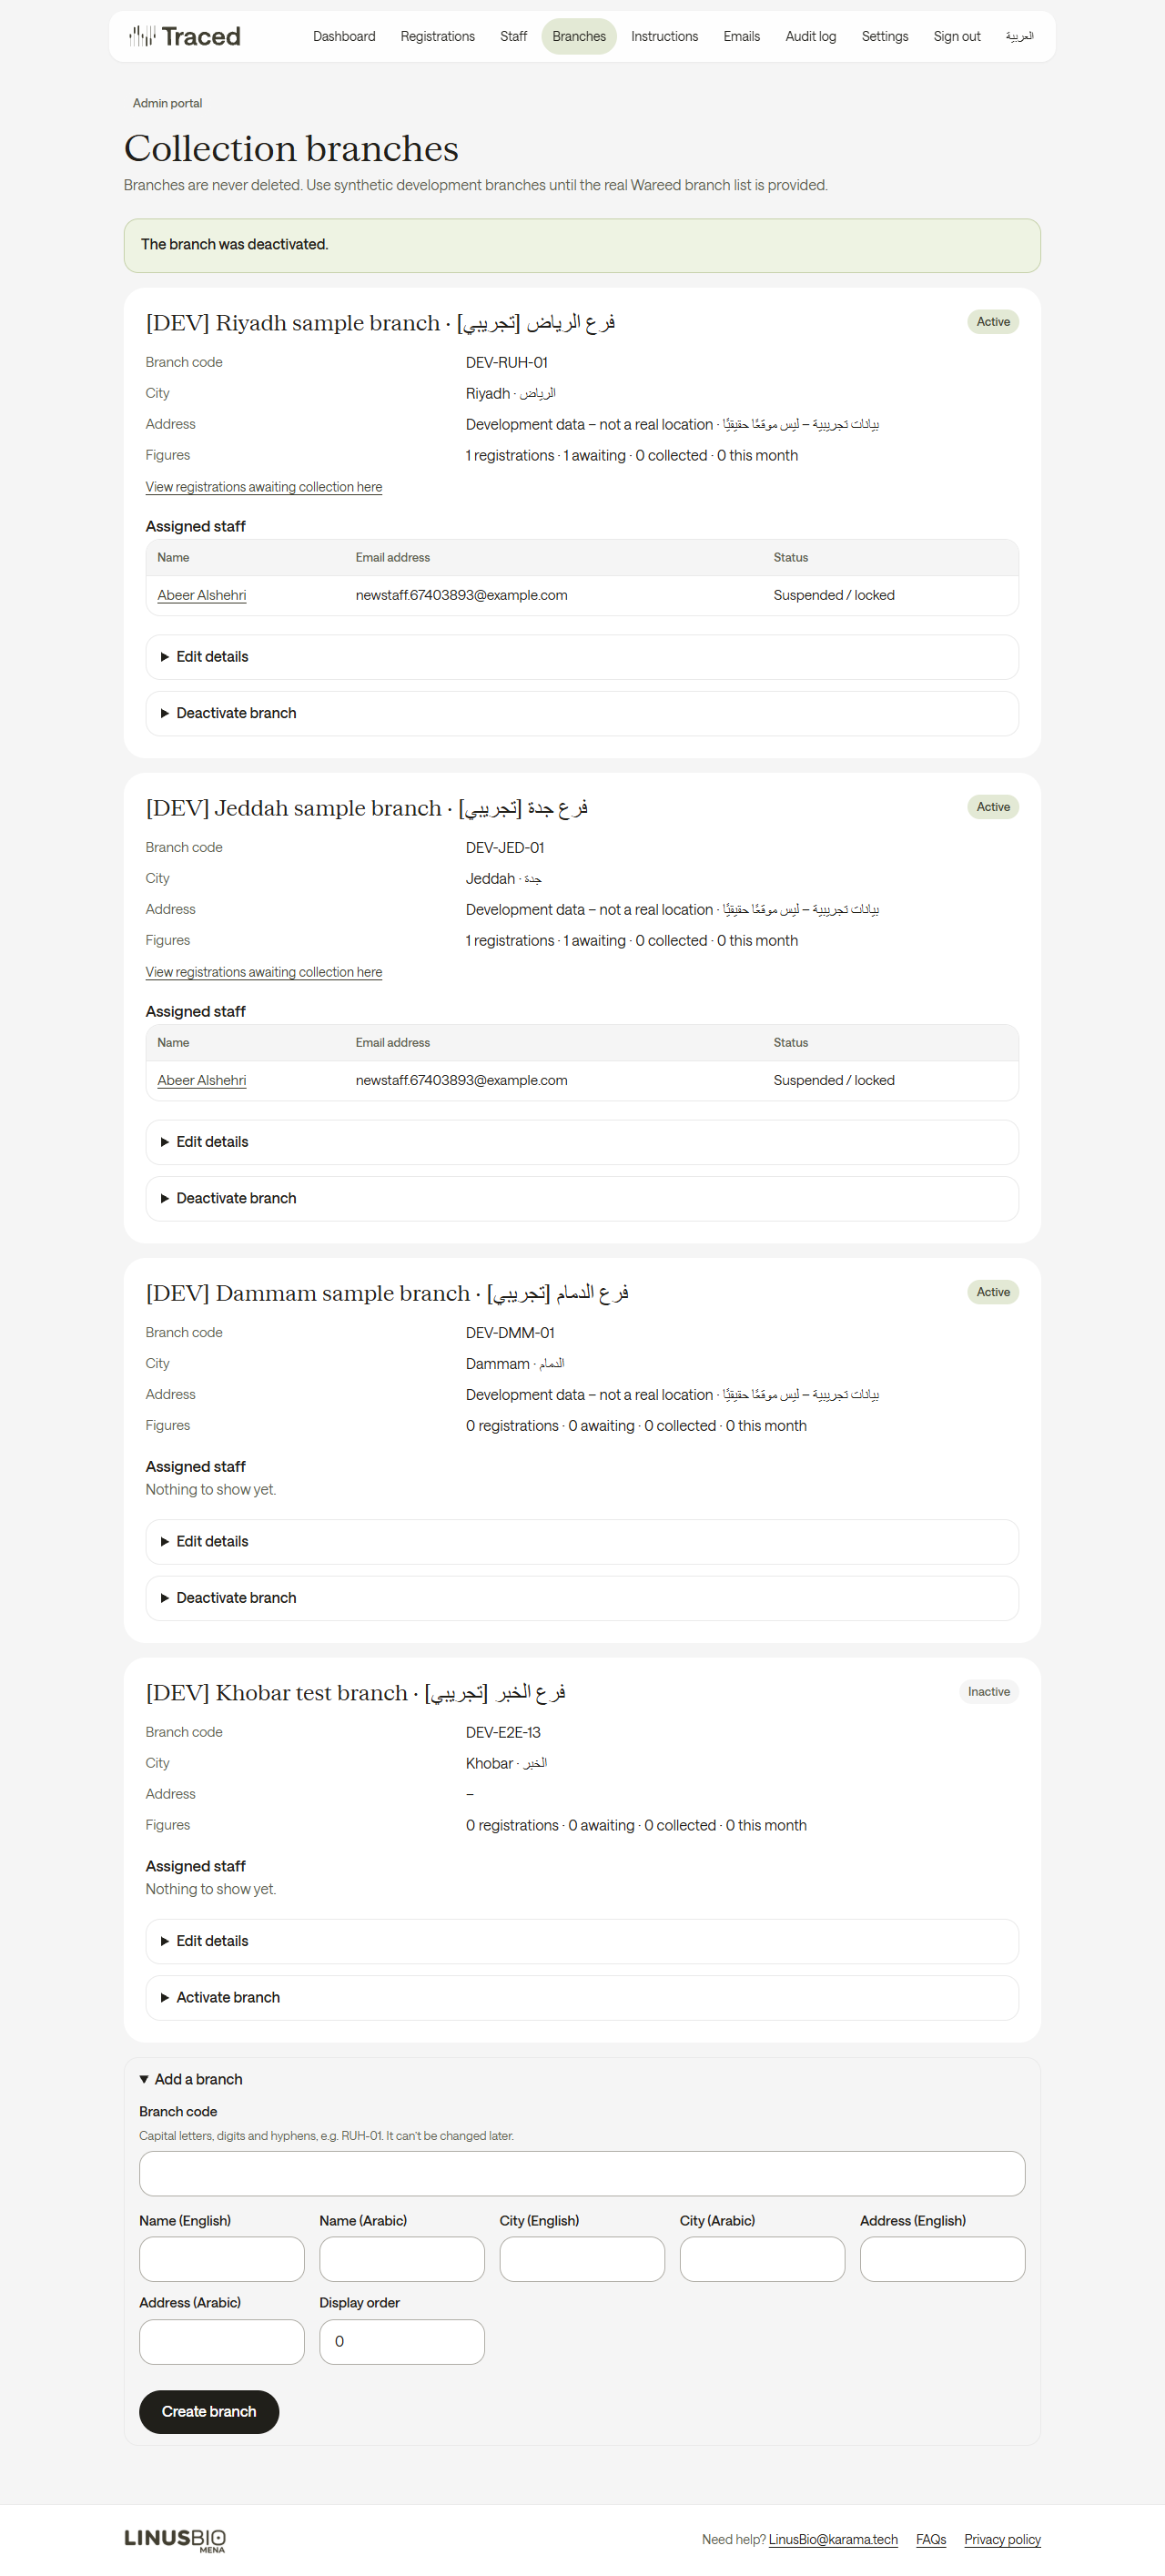 Traced
Dashboard Registrations Staff Branches Instructions Emails Audit log Settings Sign out العربية
Admin portal
Collection branches
Branches are never deleted. Use synthetic development branches until the real Wareed branch list is provided.
The branch was deactivated.
[DEV] Riyadh sample branch · فرع الرياض [تجريبي]
Active
Branch code DEV-RUH-01
City Riyadh · الرياض
Address Development data – not a real location · بيانات تجريبية – ليس موقعًا حقيقيًا
Figures 1 registrations · 1 awaiting · 0 collected · 0 this month
View registrations awaiting collection here
Assigned staff
Name Email address Status
Abeer Alshehri newstaff.67403893@example.com Suspended / locked
▶ Edit details
▶ Deactivate branch
[DEV] Jeddah sample branch · فرع جدة [تجريبي]
Active
Branch code DEV-JED-01
City Jeddah · جدة
Address Development data – not a real location · بيانات تجريبية – ليس موقعًا حقيقيًا
Figures 1 registrations · 1 awaiting · 0 collected · 0 this month
View registrations awaiting collection here
Assigned staff
Name Email address Status
Abeer Alshehri newstaff.67403893@example.com Suspended / locked
▶ Edit details
▶ Deactivate branch
[DEV] Dammam sample branch · فرع الدمام [تجريبي]
Active
Branch code DEV-DMM-01
City Dammam · الدمام
Address Development data – not a real location · بيانات تجريبية – ليس موقعًا حقيقيًا
Figures 0 registrations · 0 awaiting · 0 collected · 0 this month
Assigned staff
Nothing to show yet.
▶ Edit details
▶ Deactivate branch
[DEV] Khobar test branch · فرع الخبر [تجريبي]
Inactive
Branch code DEV-E2E-13
City Khobar · الخبر
Address –
Figures 0 registrations · 0 awaiting · 0 collected · 0 this month
Assigned staff
Nothing to show yet.
▶ Edit details
▶ Activate branch
▼ Add a branch
Branch code
Capital letters, digits and hyphens, e.g. RUH-01. It can't be changed later.
Name (English) Name (Arabic) City (English) City (Arabic) Address (English)
Address (Arabic) Display order
0
Create branch
LINUSBIO
MENA
Need help? LinusBio@karama.tech FAQs Privacy policy